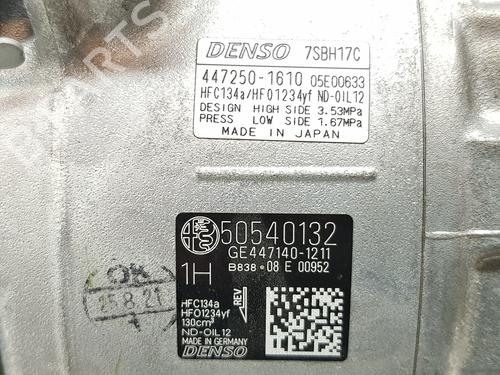 DENSO 7SBH17C
447250-1610 05E00633
HFC134a/HFO1234yf ND-OIL12
DESIGN HIGH SIDE 3.53MPa
PRESS LOW SIDE 1.67MPa
MADE IN JAPAN
50540132
GE447140-1211
1H B838 • 08 E 00952
OK
15.8.21
REV
HFC134a
HFO1234yf
130cm³
ND-OIL12
MADE IN GERMANY
DENSO
PARTS